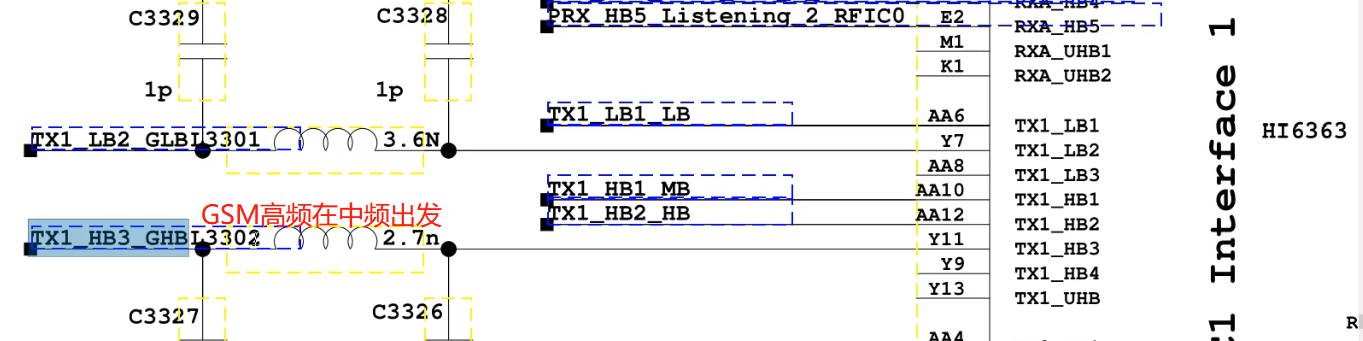 C3329
C3328
PRX_HB5_Listening_2_RFIC0
E2
RXA_HB4
RXA_HB5
M1
RXA_UHB1
K1
RXA_UHB2
1p
1p
TX1_LB1_LB
AA6
TX1_LB1
TX1_LB2_GLB
L3301
3.6N
Y7
TX1_LB2
HI6363
AA8
TX1_LB3
TX1_HB1_MB
AA10
TX1_HB1
GSM高频在中频出发
TX1_HB2_HB
AA12
TX1_HB2
TX1_HB3_GHB
L3302
2.7n
Y11
TX1_HB3
Y9
TX1_HB4
Y13
TX1_UHB
C3327
C3326
AA4
C1 Interface 1
R